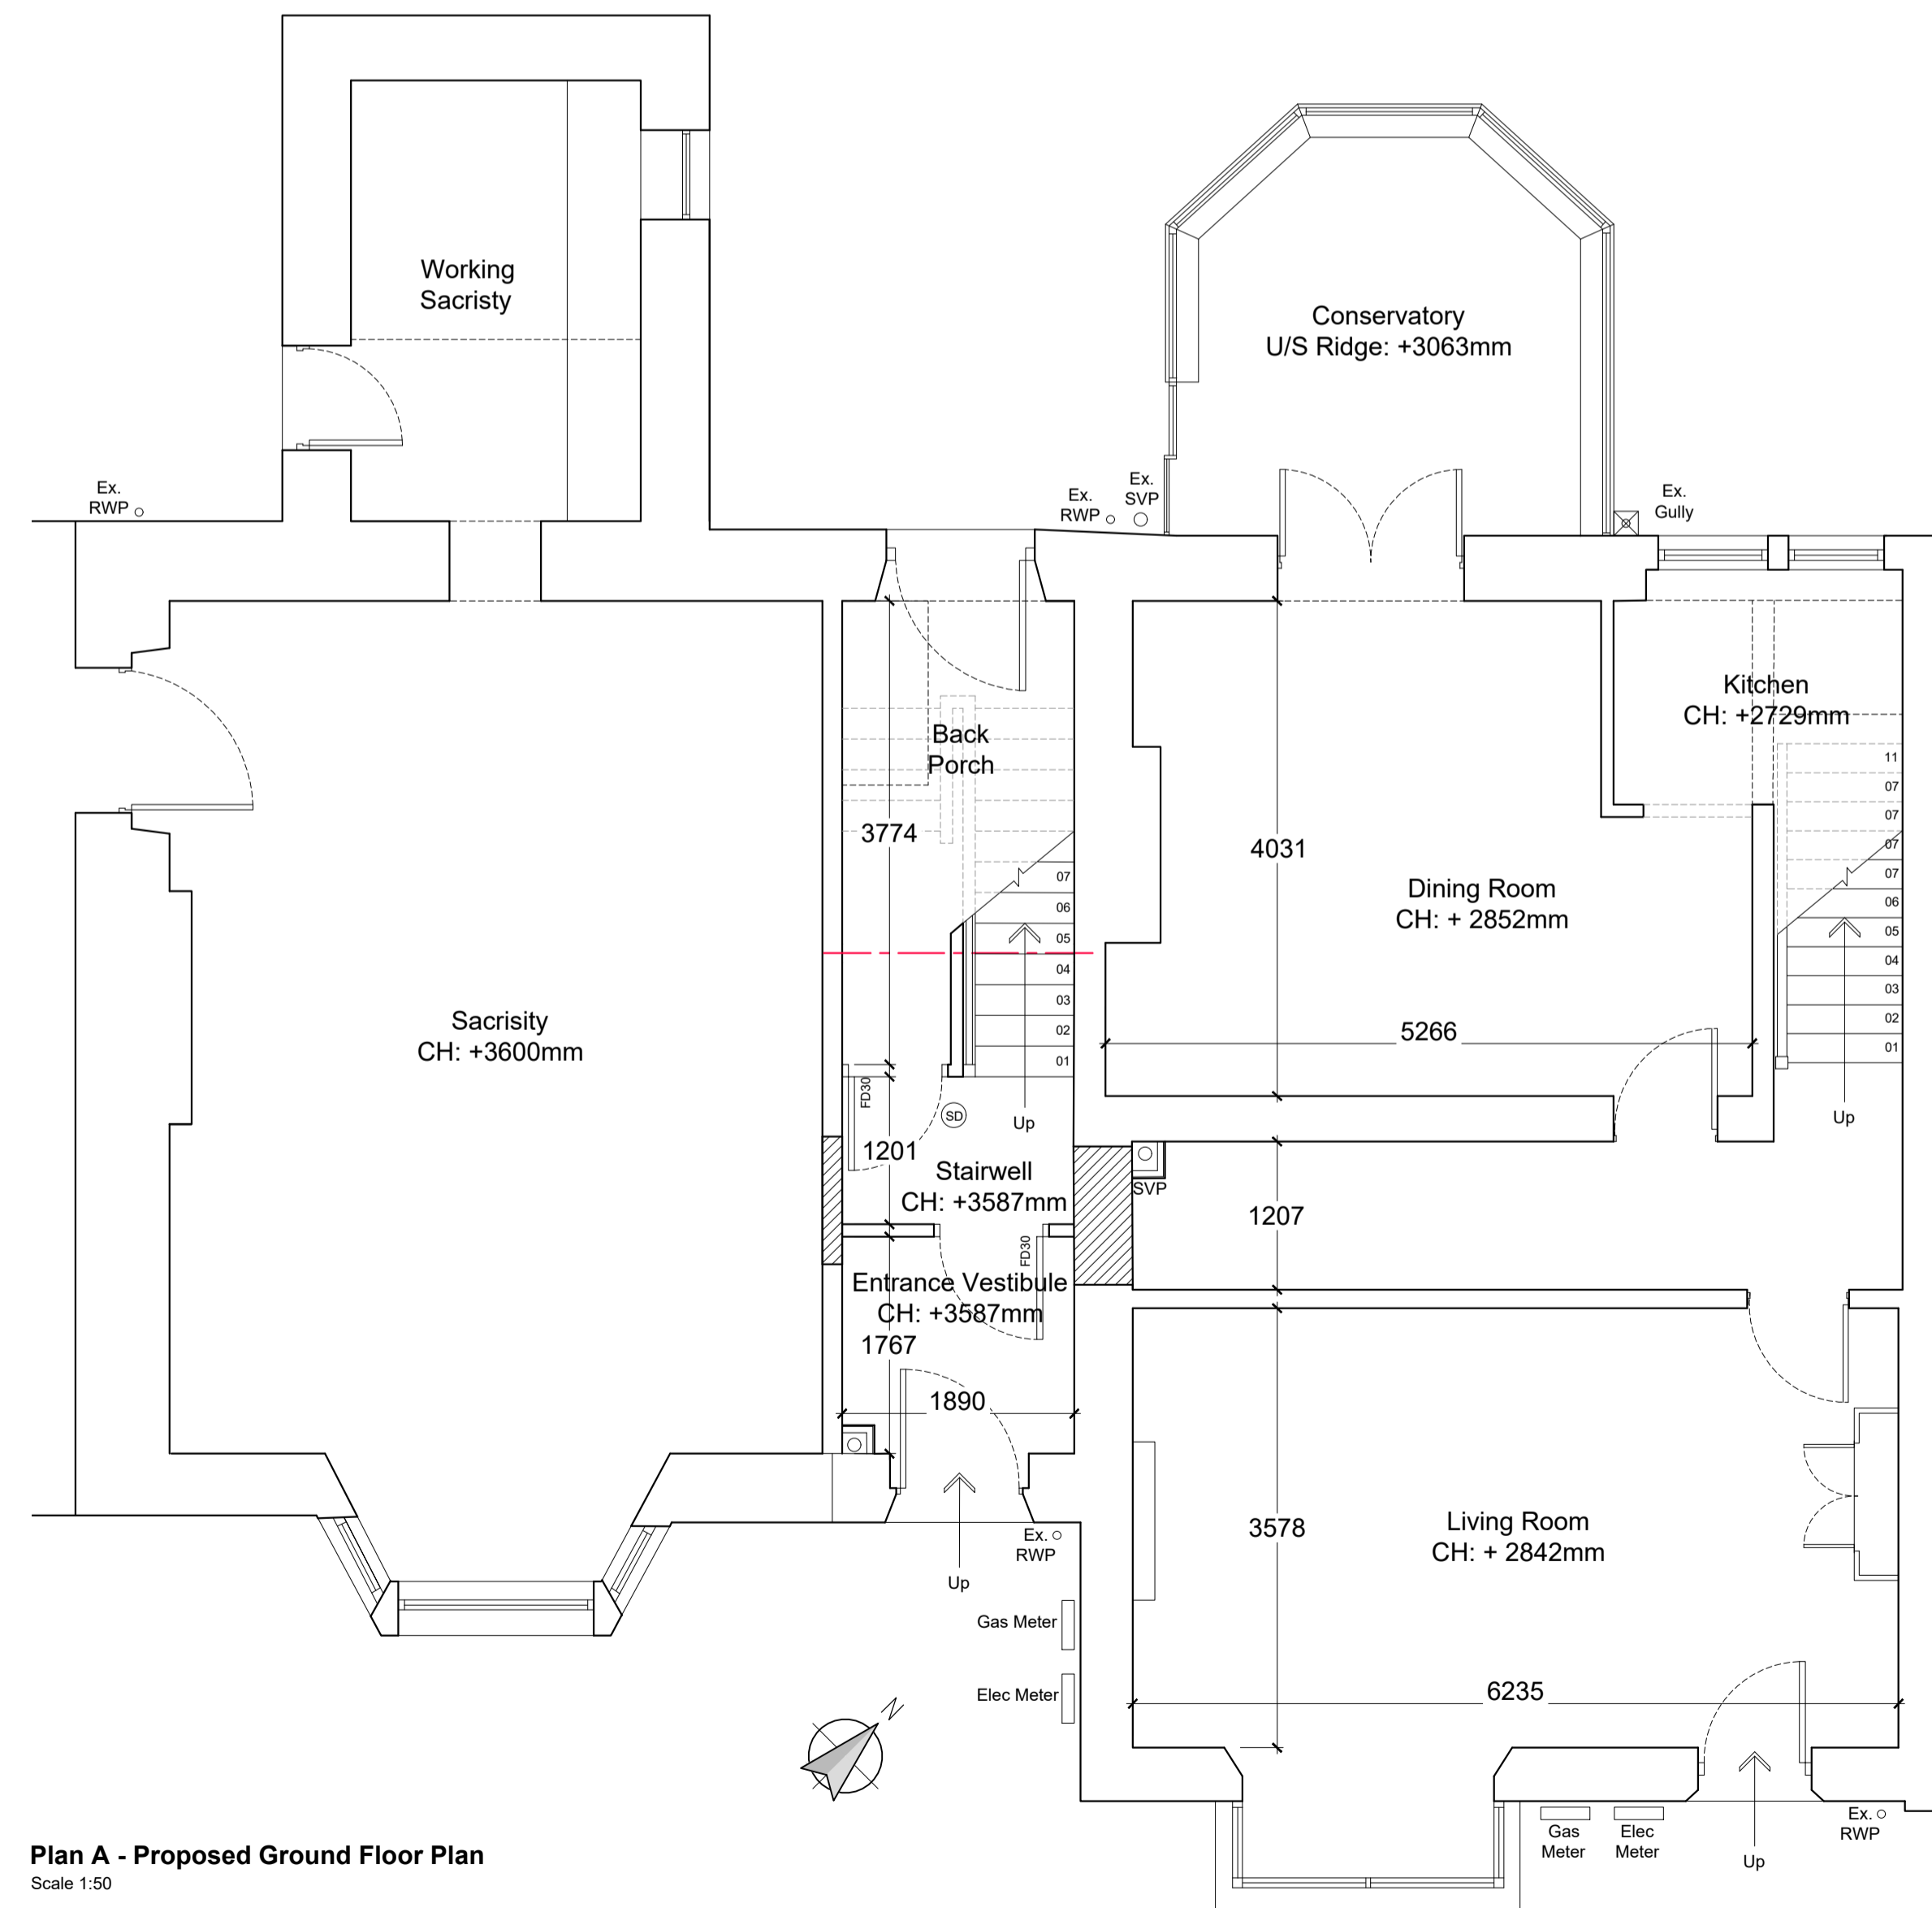 Working
Sacristy
Conservatory
U/S Ridge: +3063mm
Ex.
RWP
Ex.
RWP
Ex.
SVP
Ex.
Gully
Kitchen
CH: +2729mm
Back
Porch
3774
4031
Dining Room
CH: + 2852mm
5266
11
07
07
07
07
06
05
04
03
02
01
Up
07
06
05
04
03
02
01
Up
Sacrisity
CH: +3600mm
FD30
SD
1201
Stairwell
CH: +3587mm
SVP
1207
FD30
Entrance Vestibule
CH: +3587mm
1767
1890
Living Room
CH: + 2842mm
3578
6235
Ex.
RWP
Up
Gas Meter
Elec Meter
N
Gas
Meter
Elec
Meter
Up
Ex.
RWP
Plan A - Proposed Ground Floor Plan
Scale 1:50